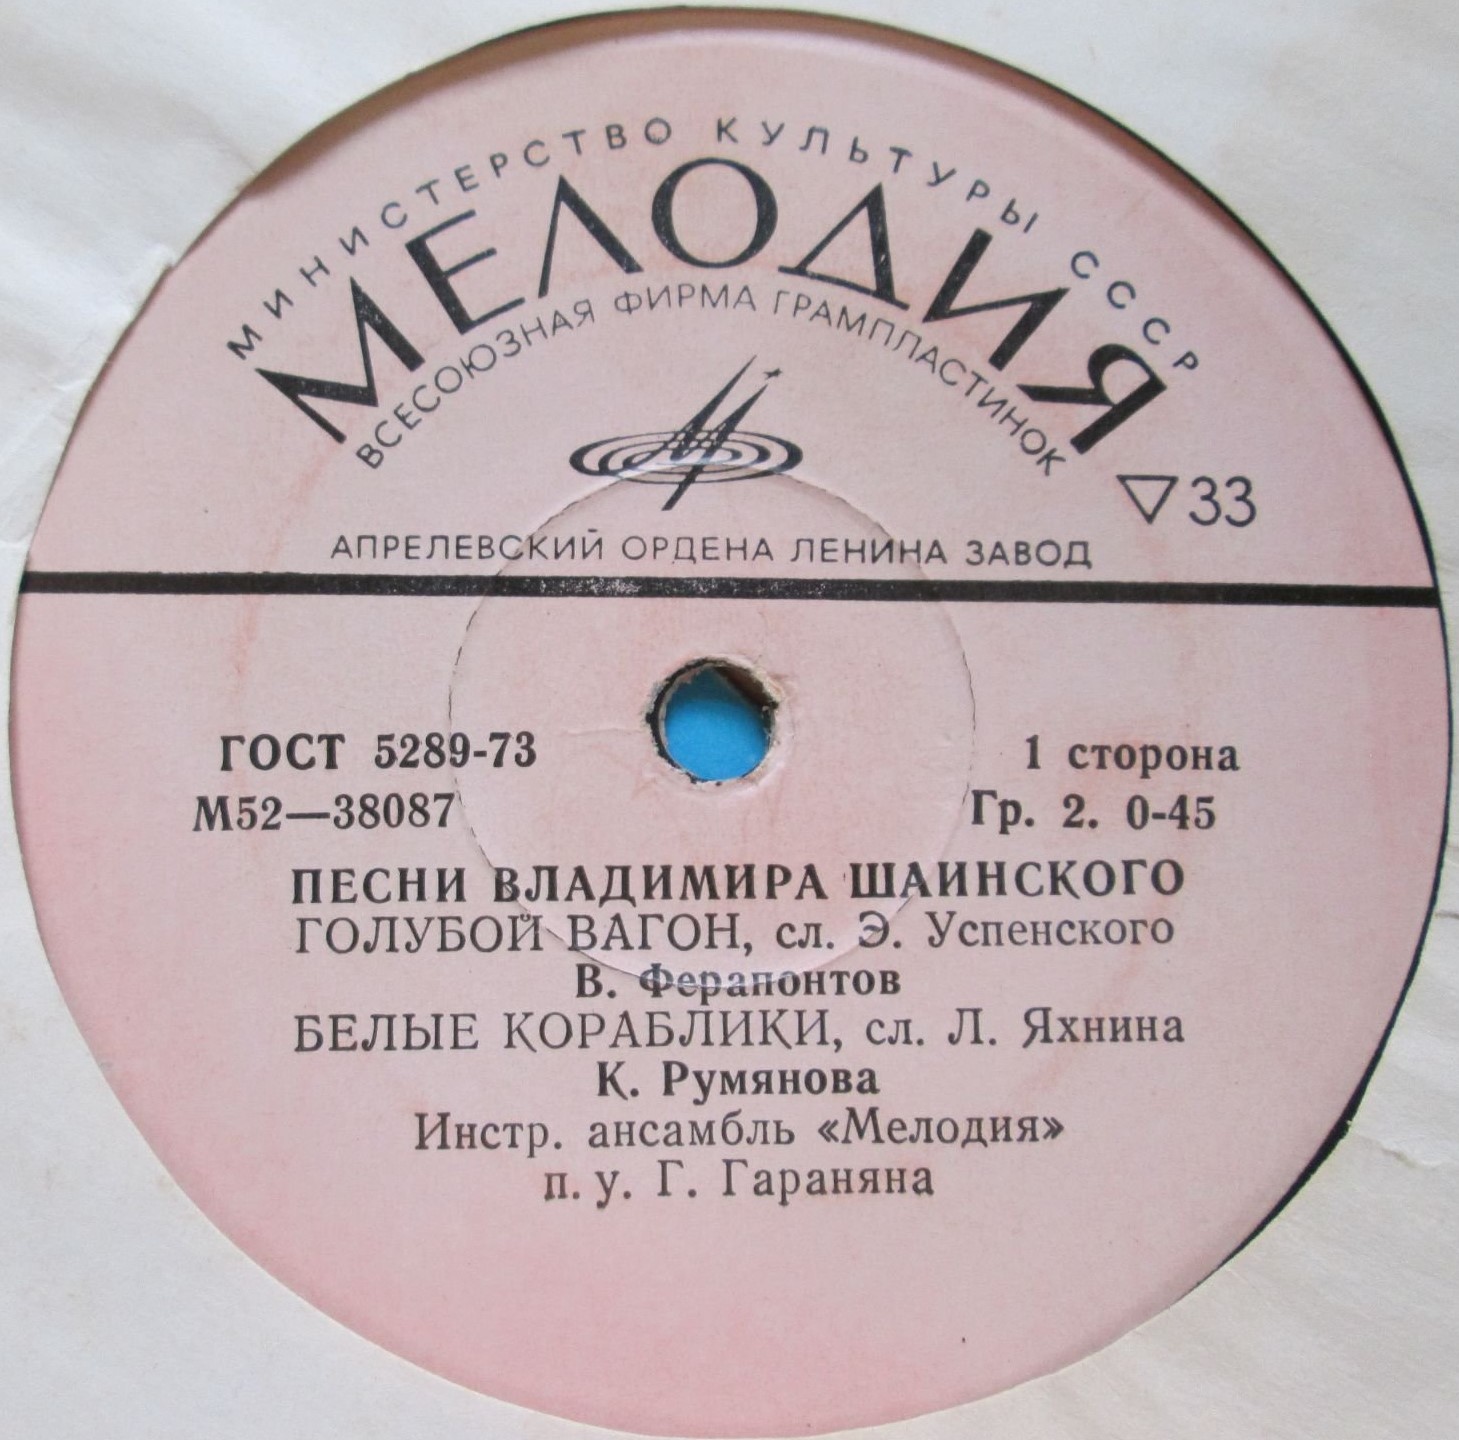 МИНИСТЕРСТВО КУЛЬТУРЫ СССР
МЕЛОДИЯ
ВСЕСОЮЗНАЯ ФИРМА ГРАМПЛАСТИНОК
▽33
АПРЕЛЕВСКИЙ ОРДЕНА ЛЕНИНА ЗАВОД
ГОСТ 5289-73
1 сторона
М52—38087
Гр. 2. 0-45
ПЕСНИ ВЛАДИМИРА ШАИНСКОГО
ГОЛУБОЙ ВАГОН, сл. Э. Успенского
В. Ферапонтов
БЕЛЫЕ КОРАБЛИКИ, сл. Л. Яхнина
К. Румянова
Инстр. ансамбль «Мелодия»
п. у. Г. Гараняна